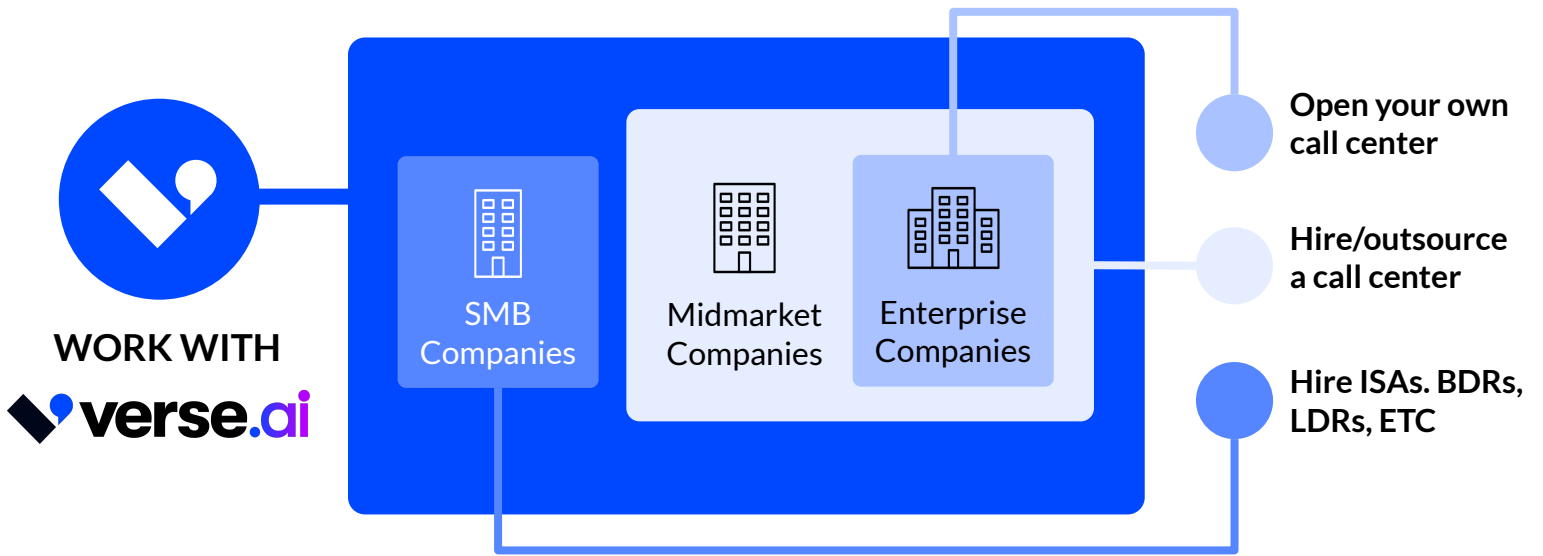 WORK WITH
verse.ai
SMB
Companies
Midmarket
Companies
Enterprise
Companies
Open your own
call center
Hire/outsource
a call center
Hire ISAs. BDRs,
LDRs, ETC